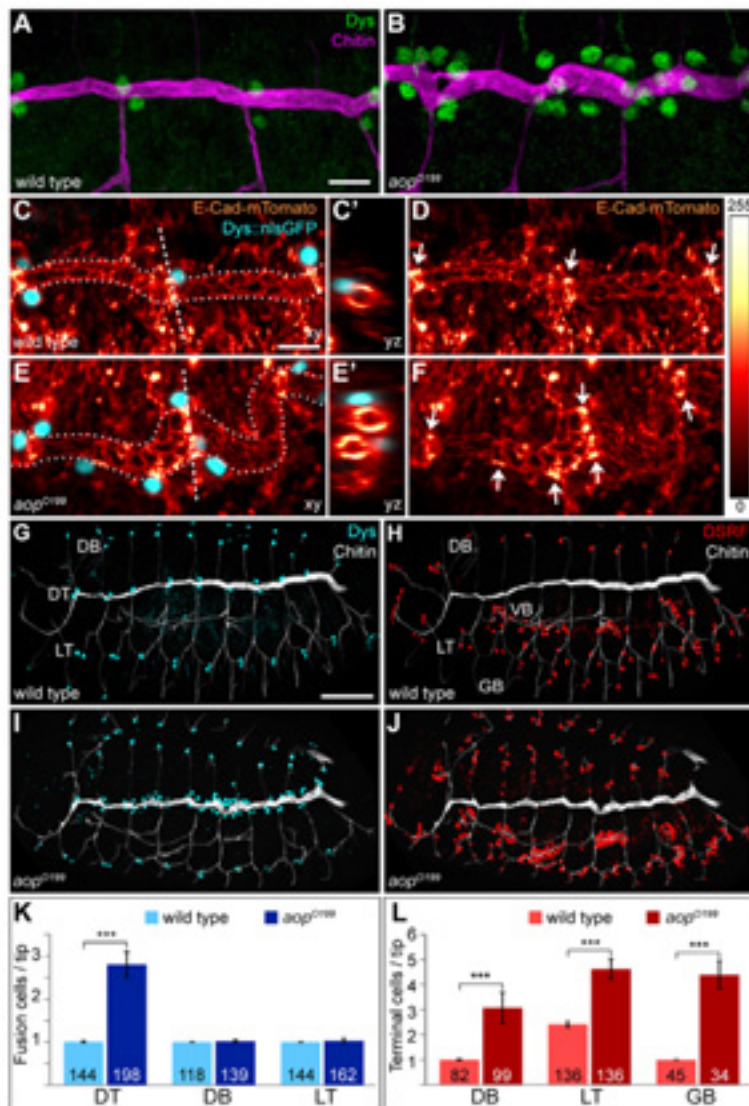 A
Dys
Chitin
wild type
B
aop^D199
C
E-Cad-mTomato
Dys::nlsGFP
wild type
xy
C'
yz
D
E-Cad-mTomato
255
0
E
aop^D199
xy
E'
yz
F
G
Dys
Chitin
DB
DT
LT
wild type
H
DSRF
Chitin
DB
VB
LT
GB
wild type
I
aop^D199
J
aop^D199
K
wild type
aop^D199
***
Fusion cells / tip
3
2
1
144
198
118
139
144
162
DT
DB
LT
L
wild type
aop^D199
***
***
***
Terminal cells / tip
5
4
3
2
1
82
99
136
136
45
34
DB
LT
GB